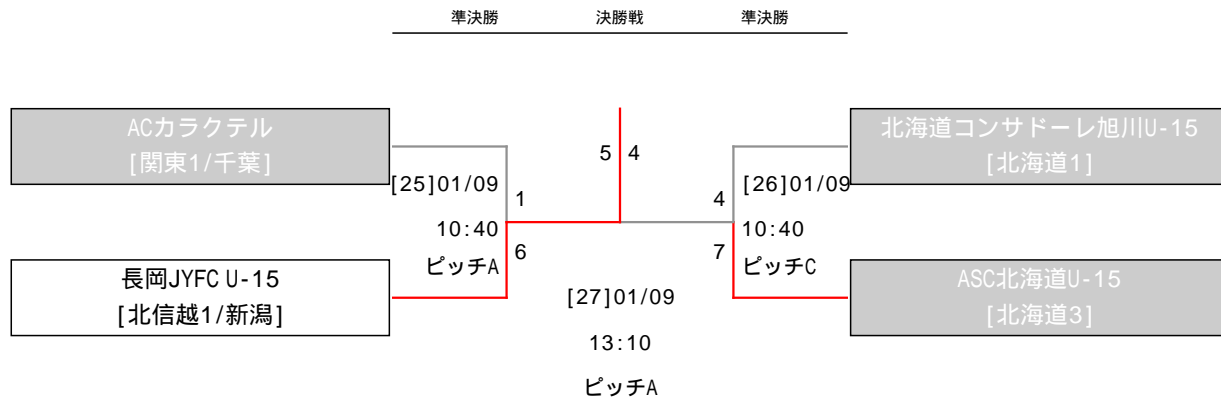 準決勝 決勝戦 準決勝
ACカラクテル
[関東1/千葉]
北海道コンサドーレ旭川U-15
[北海道1]
5 4
[25]01/09
1
10:40
6
ピッチA
4
[26]01/09
10:40
7
ピッチC
長岡JYFC U-15
[北信越1/新潟]
ASC北海道U-15
[北海道3]
[27]01/09
13:10
ピッチA